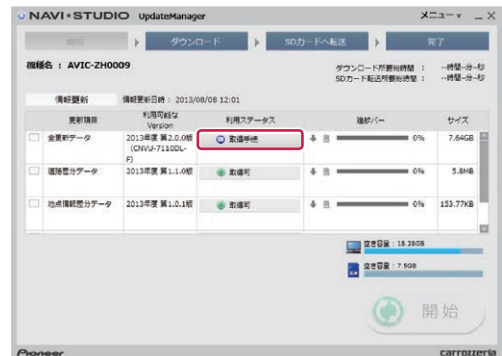 NAVI•STUDIO UpdateManager
メニュー
開始 ダウンロード SDカードへ転送 完了
機種名 : AVIC-ZH0009
ダウンロード所要総時間 : --時間--分--秒
SDカード転送所要総時間 : --時間--分--秒
情報更新 情報更新日時 : 2013/08/08 12:01
更新項目 利用可能な Version 利用ステータス 進捗バー サイズ
全更新データ 2013年度 第2.0.0版 (CNVU-7110DL-F) 取得手続 0% 7.64GB
道路差分データ 2013年度 第1.1.0版 取得可 0% 5.8MB
地点情報差分データ 2013年度 第1.0.1版 取得可 0% 153.77KB
空き容量 : 18.28GB
空き容量 : 7.5GB
開始
Pioneer carrozzeria